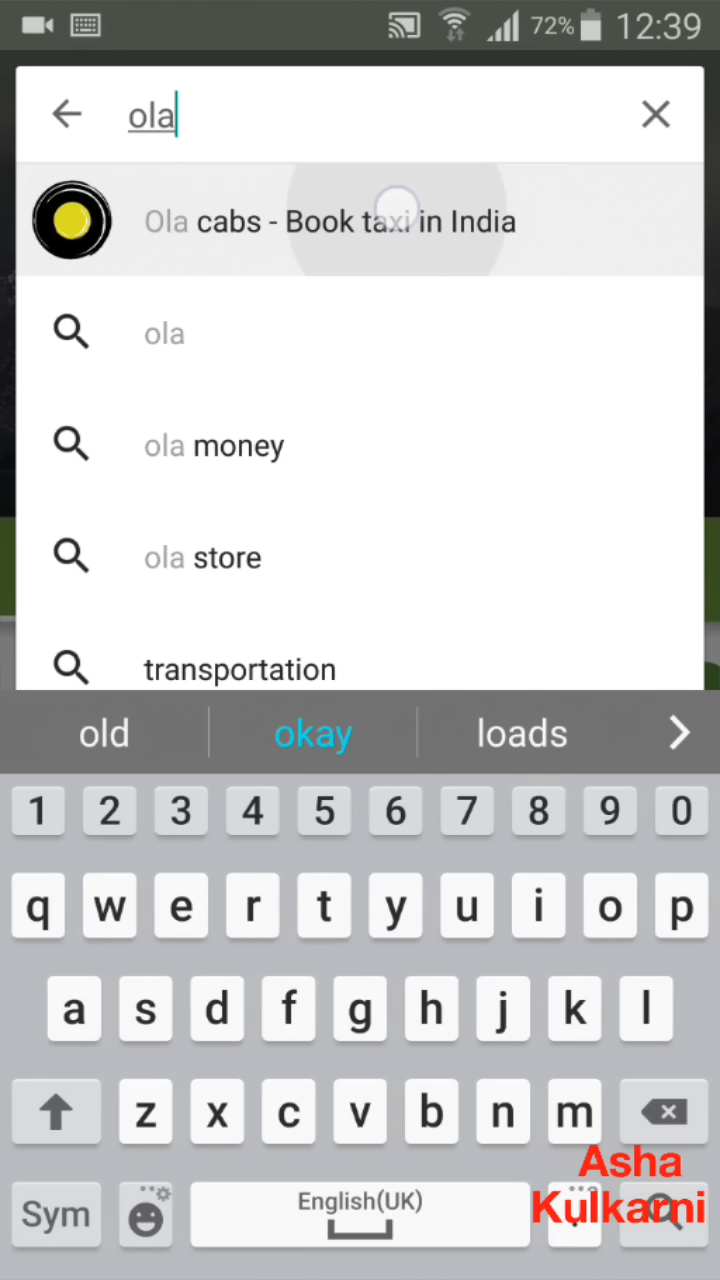 72% 12:39
ola
Ola cabs - Book taxi in India
ola
ola money
ola store
transportation
old okay loads
1 2 3 4 5 6 7 8 9 0
q w e r t y u i o p
a s d f g h j k l
z x c v b n m
Asha
Sym English(UK) Kulkarni